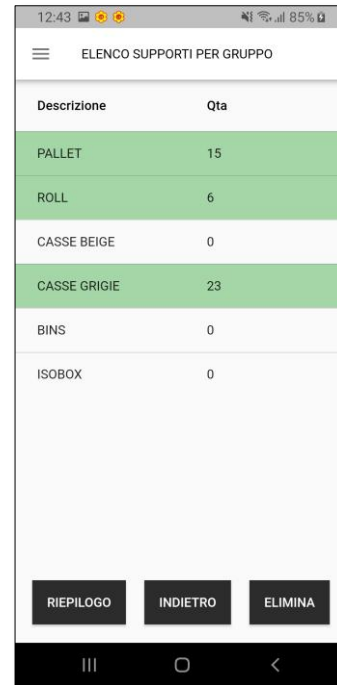 12:43 85%
ELENCO SUPPORTI PER GRUPPO
Descrizione Qta
PALLET 15
ROLL 6
CASSE BEIGE 0
CASSE GRIGIE 23
BINS 0
ISOBOX 0
RIEPILOGO INDIETRO ELIMINA